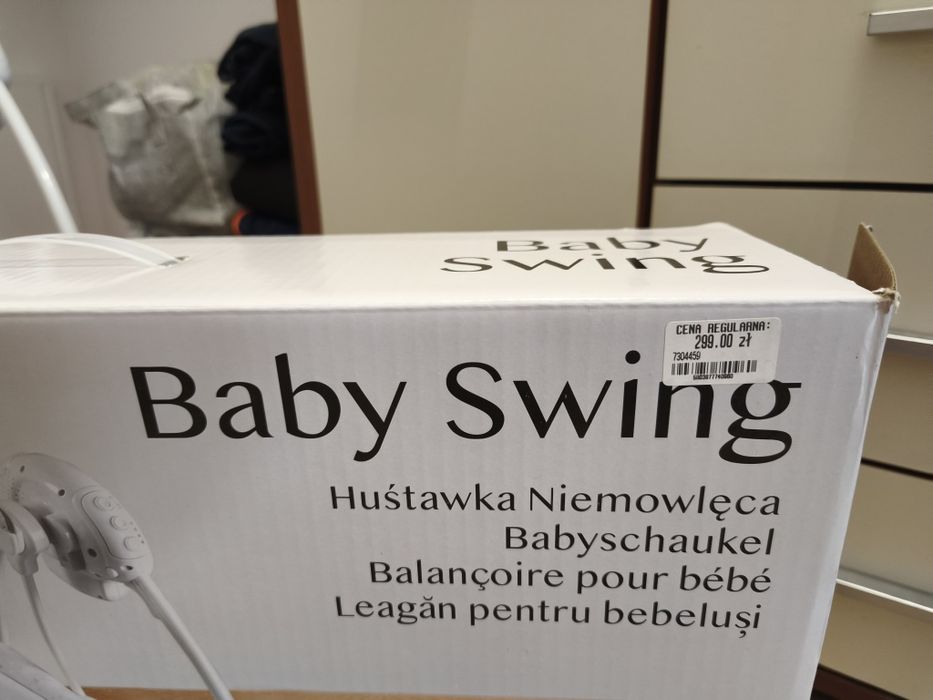 Baby
Swing
CENA REGULARNA:
299.00 zł
7304459
Baby Swing
Huśtawka Niemowlęca
Babyschaukel
Balançoire pour bébé
Leagăn pentru bebeluși